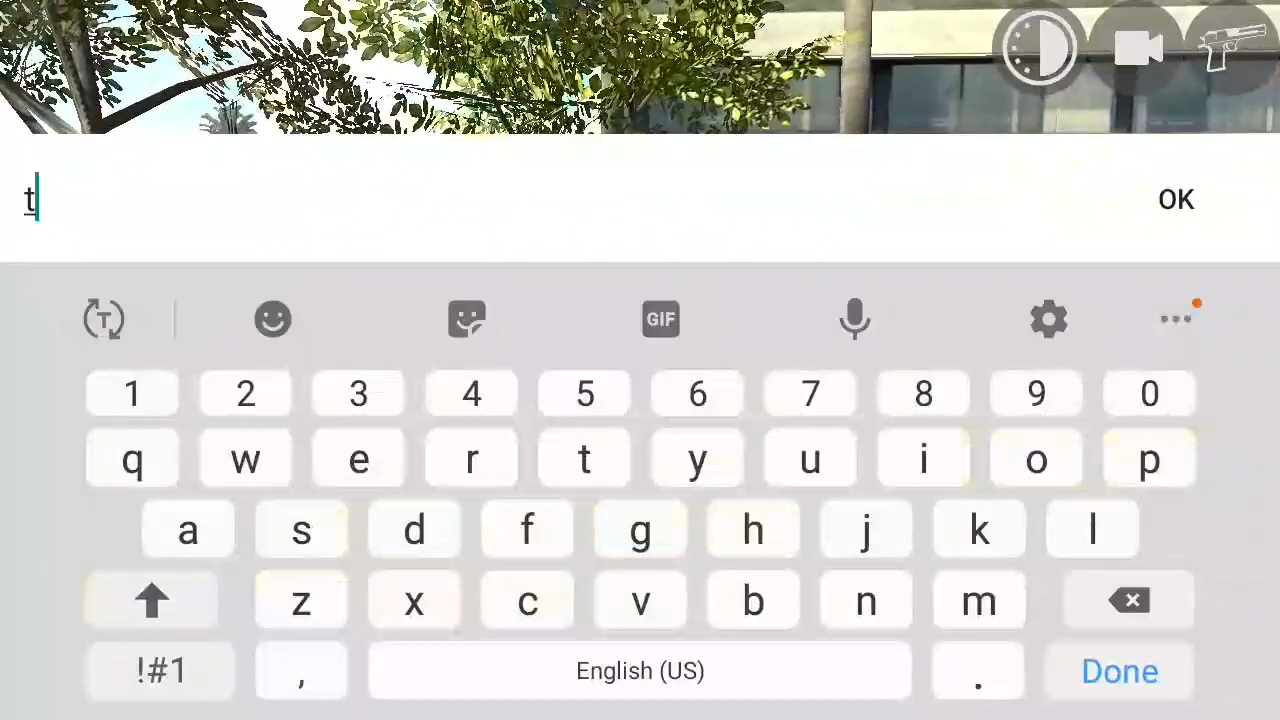 t
OK
T
GIF
1 2 3 4 5 6 7 8 9 0
q w e r t y u i o p
a s d f g h j k l
z x c v b n m
!#1 , English (US) . Done